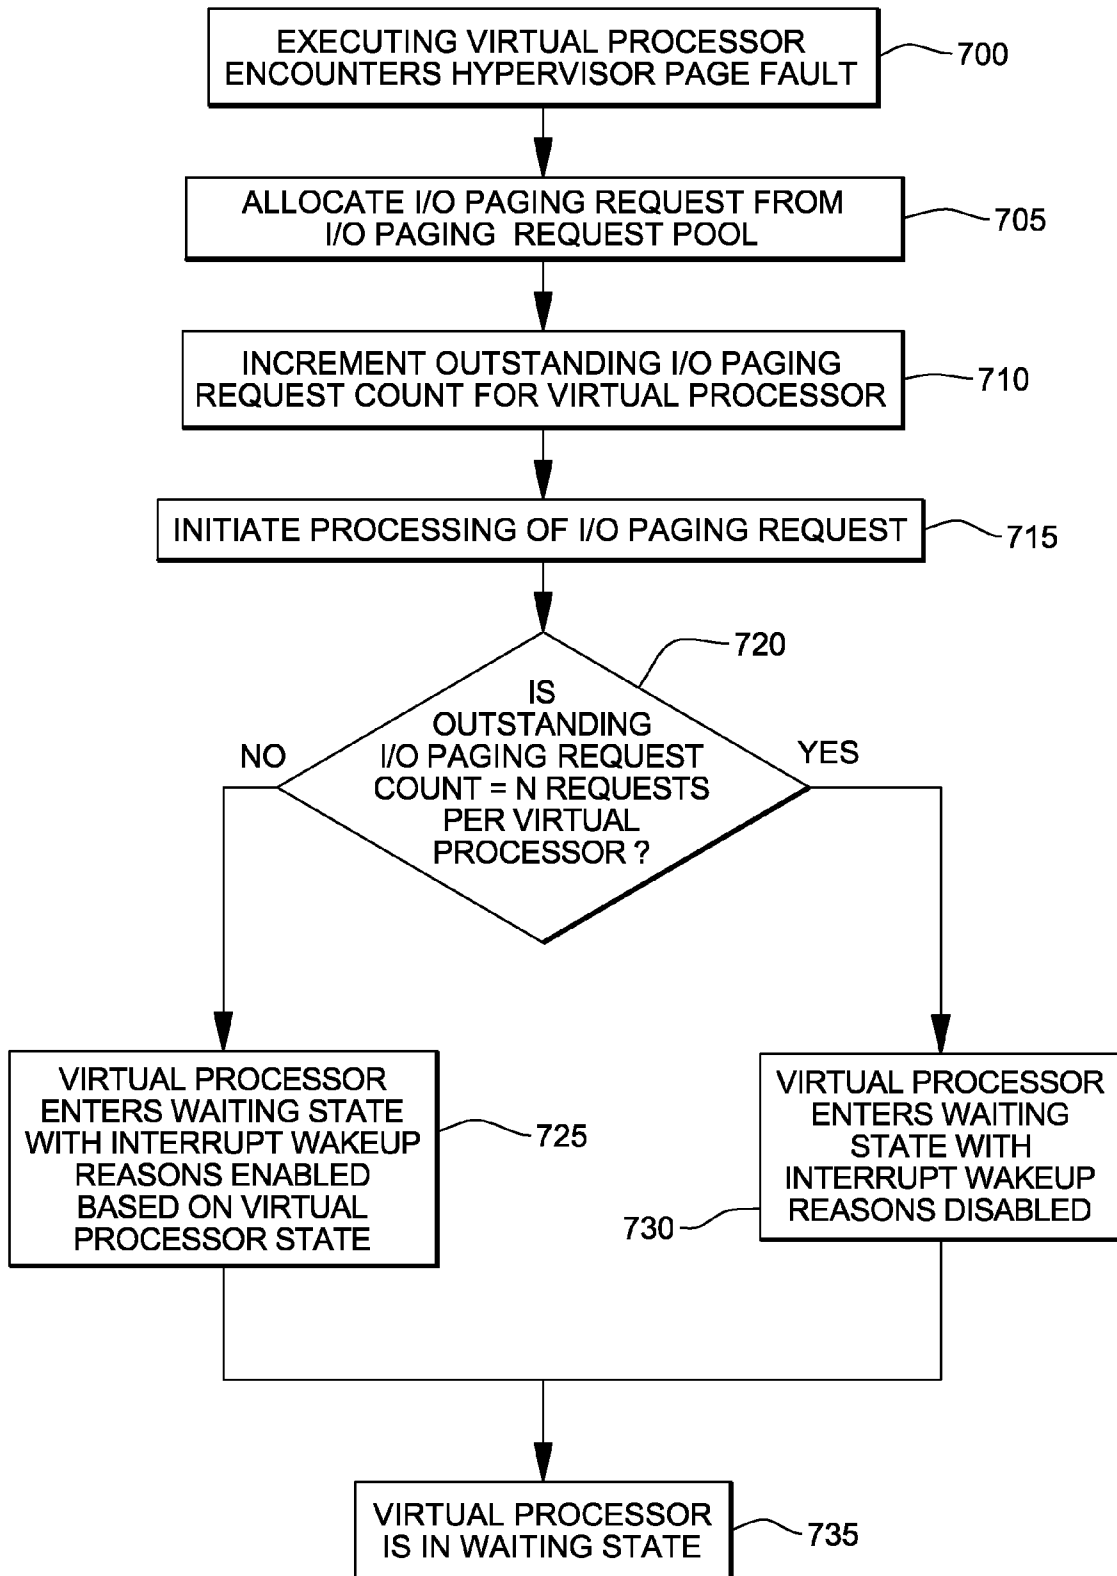 EXECUTING VIRTUAL PROCESSOR
ENCOUNTERS HYPERVISOR PAGE FAULT
700
ALLOCATE I/O PAGING REQUEST FROM
I/O PAGING REQUEST POOL
705
INCREMENT OUTSTANDING I/O PAGING
REQUEST COUNT FOR VIRTUAL PROCESSOR
710
INITIATE PROCESSING OF I/O PAGING REQUEST
715
720
IS
OUTSTANDING
I/O PAGING REQUEST
COUNT = N REQUESTS
PER VIRTUAL
PROCESSOR ?
NO
YES
VIRTUAL PROCESSOR
ENTERS WAITING STATE
WITH INTERRUPT WAKEUP
REASONS ENABLED
BASED ON VIRTUAL
PROCESSOR STATE
725
VIRTUAL PROCESSOR
ENTERS WAITING
STATE WITH
INTERRUPT WAKEUP
REASONS DISABLED
730
VIRTUAL PROCESSOR
IS IN WAITING STATE
735